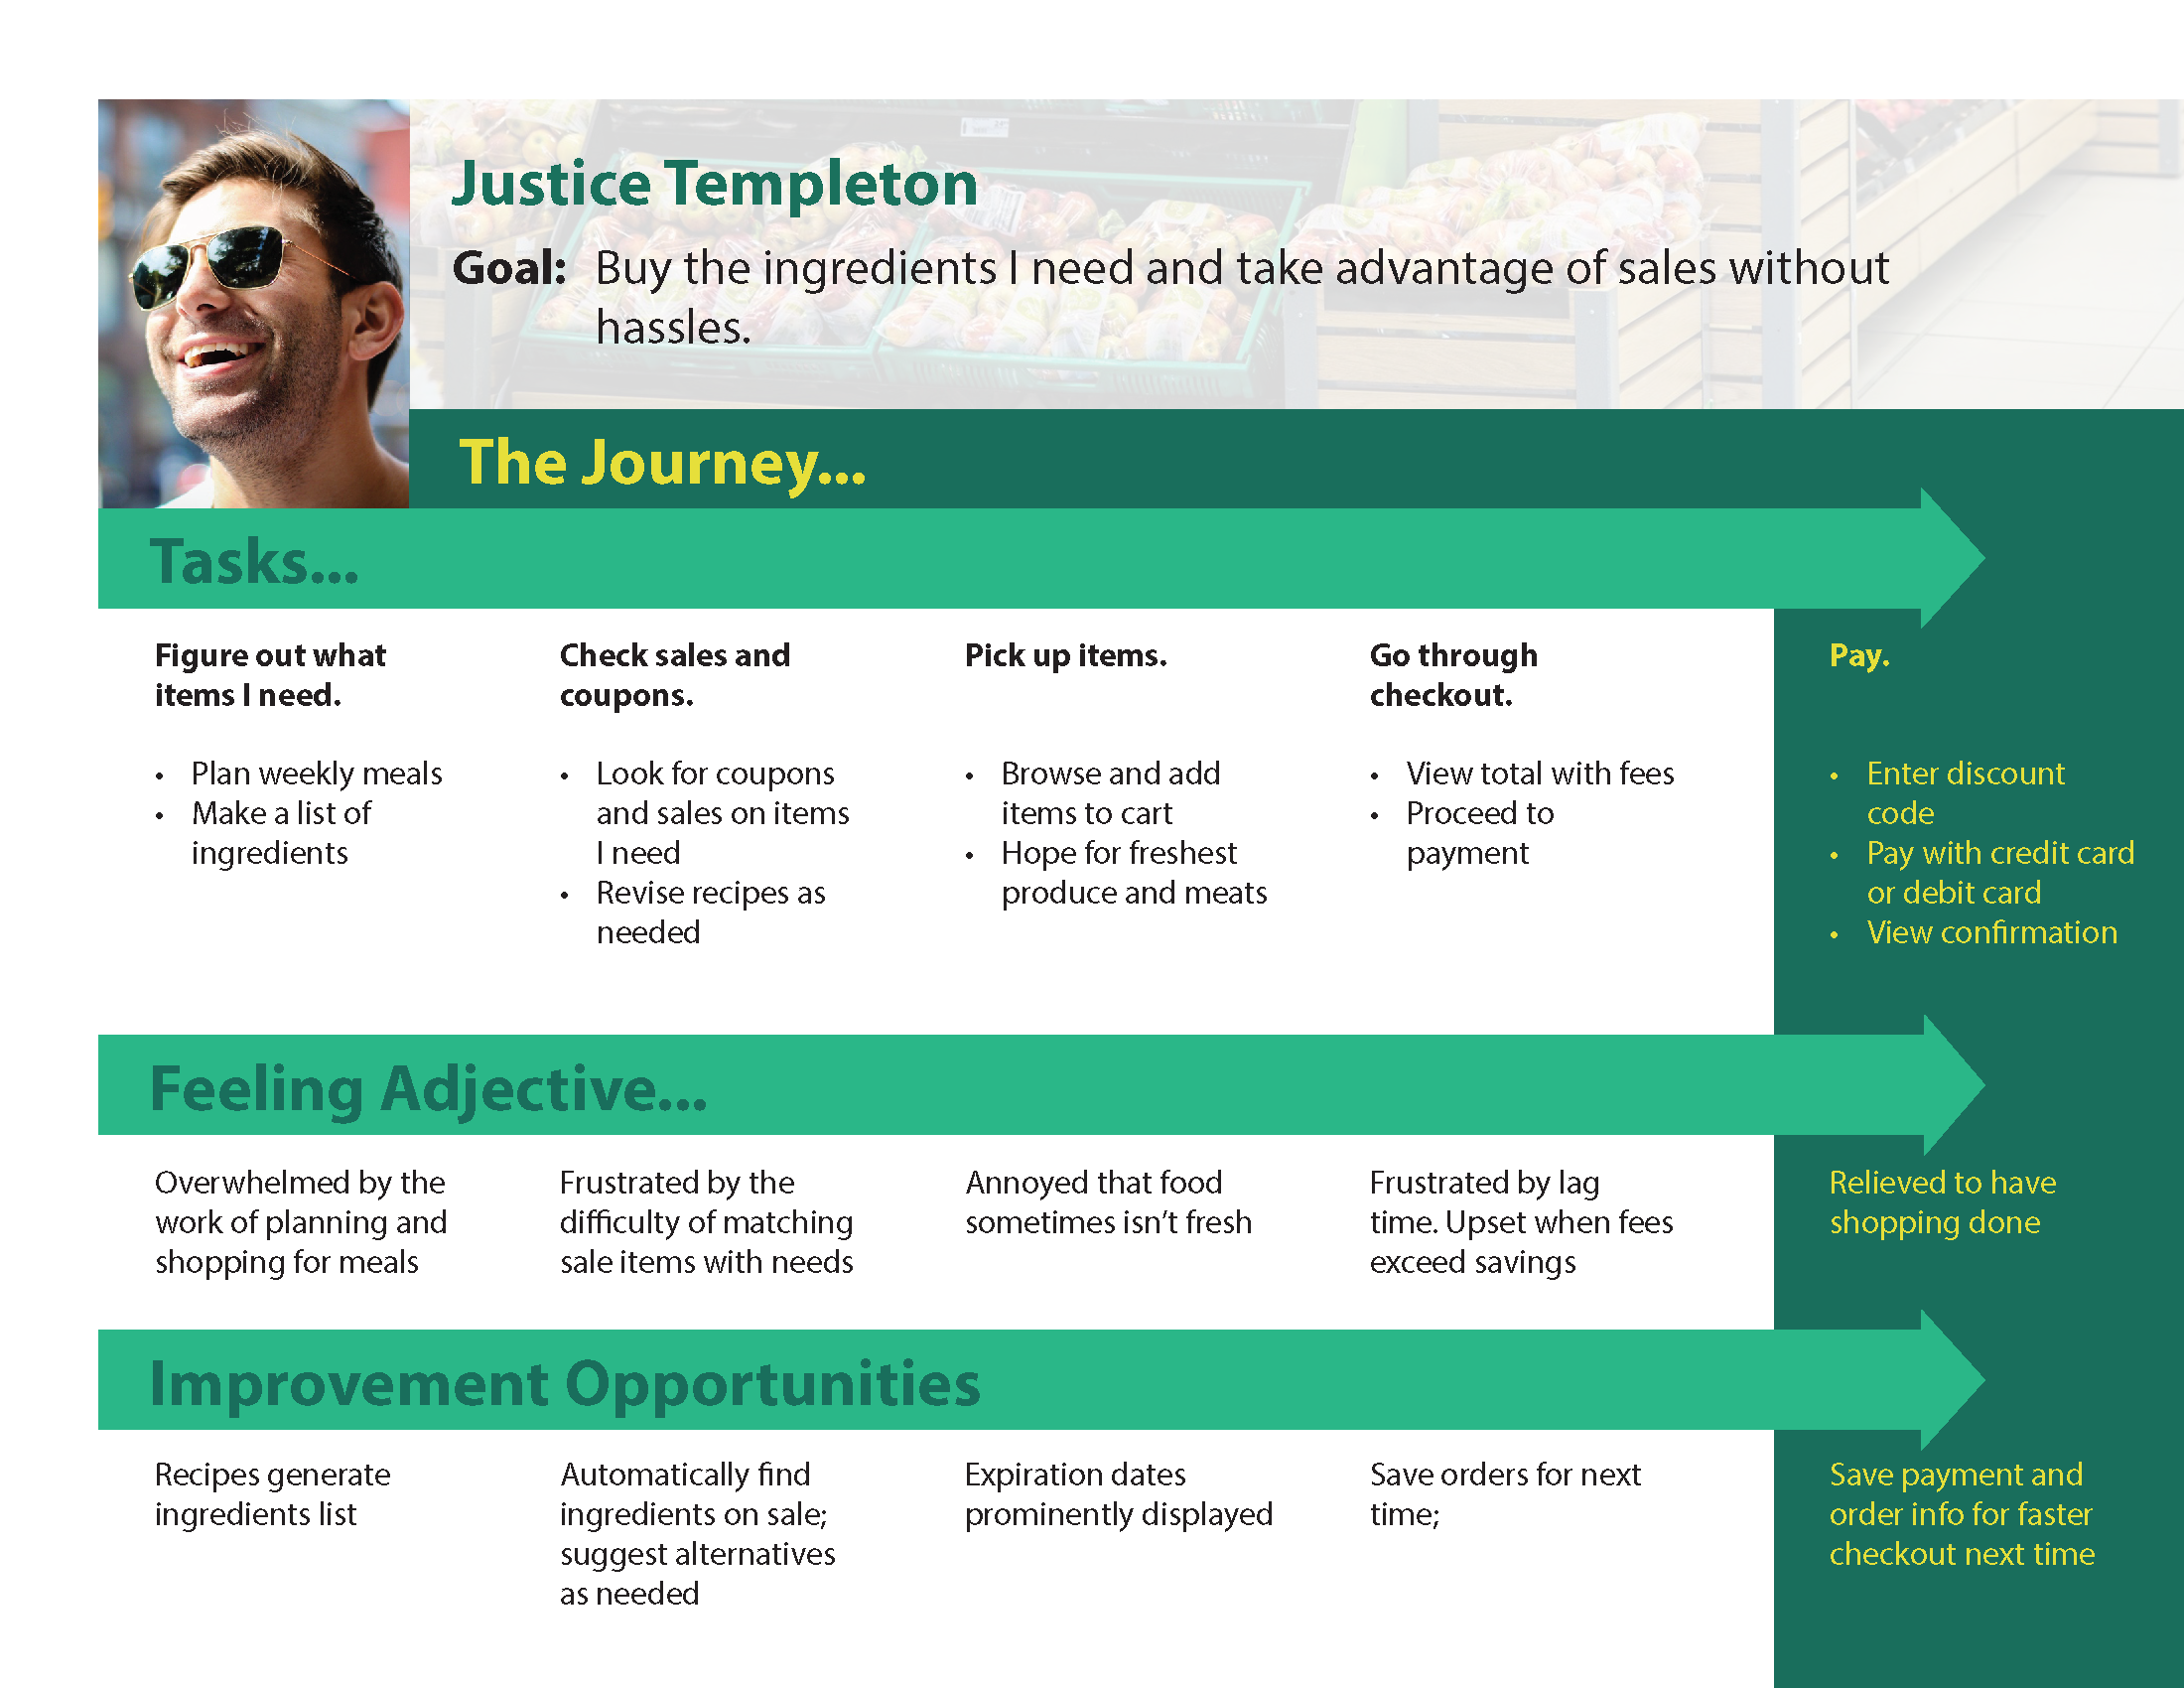 Justice Templeton
Goal: Buy the ingredients I need and take advantage of sales without
hassles.
The Journey...
Tasks...
Figure out what
items I need.
• Plan weekly meals
• Make a list of
ingredients
Check sales and
coupons.
• Look for coupons
and sales on items
I need
• Revise recipes as
needed
Pick up items.
• Browse and add
items to cart
• Hope for freshest
produce and meats
Go through
checkout.
• View total with fees
• Proceed to
payment
Pay.
• Enter discount
code
• Pay with credit card
or debit card
• View confirmation
Feeling Adjective...
Overwhelmed by the
work of planning and
shopping for meals
Frustrated by the
difficulty of matching
sale items with needs
Annoyed that food
sometimes isn’t fresh
Frustrated by lag
time. Upset when fees
exceed savings
Relieved to have
shopping done
Improvement Opportunities
Recipes generate
ingredients list
Automatically find
ingredients on sale;
suggest alternatives
as needed
Expiration dates
prominently displayed
Save orders for next
time;
Save payment and
order info for faster
checkout next time